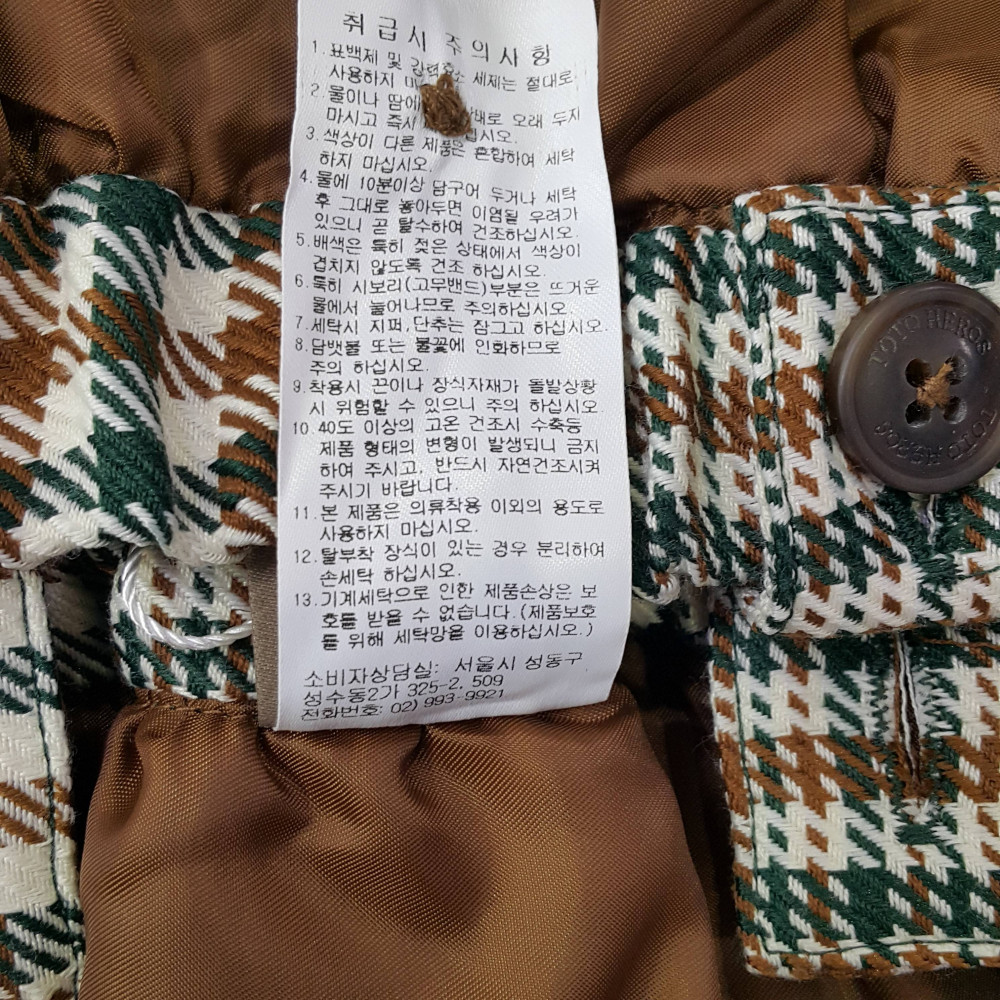 취급시 주의사항
1. 표백제 및 강력효소 세제는 절대로
사용하지
2. 물이나 땀에 대로 오래 두지
마시고 즉시 십시오.
3. 색상이 다른 제품은 혼합하여 세탁
하지 마십시오.
4. 물에 10분이상 담구어 두거나 세탁
후 그대로 놓아두면 이염될 우려가
있으니 곧 탈수하여 건조하십시오.
5. 배색은 특히 젖은 상태에서 색상이
겹치지 않도록 건조 하십시오.
6. 특히 시보리(고무밴드)부분은 뜨거운
물에서 늘어나므로 주의하십시오.
7. 세탁시 지퍼,단추는 잠그고 하십시오.
8. 담뱃불 또는 불꽃에 인화하므로
주의 하십시오.
9. 착용시 끈이나 장식자재가 돌발상황
시 위험할 수 있으니 주의 하십시오.
10. 40도 이상의 고온 건조시 수축등
제품 형태의 변형이 발생되니 금지
하여 주시고, 반드시 자연건조시켜
주시기 바랍니다.
11. 본 제품은 의류착용 이외의 용도로
사용하지 마십시오.
12. 탈부착 장식이 있는 경우 분리하여
손세탁 하십시오.
13. 기계세탁으로 인한 제품손상은 보
호를 받을 수 없습니다.(제품보호
를 위해 세탁망을 이용하십시오.)
소비자상담실: 서울시 성동구
성수동2가 325-2, 509
전화번호: 02) 993-9921
TOTO HEROS
TOTO HEROS